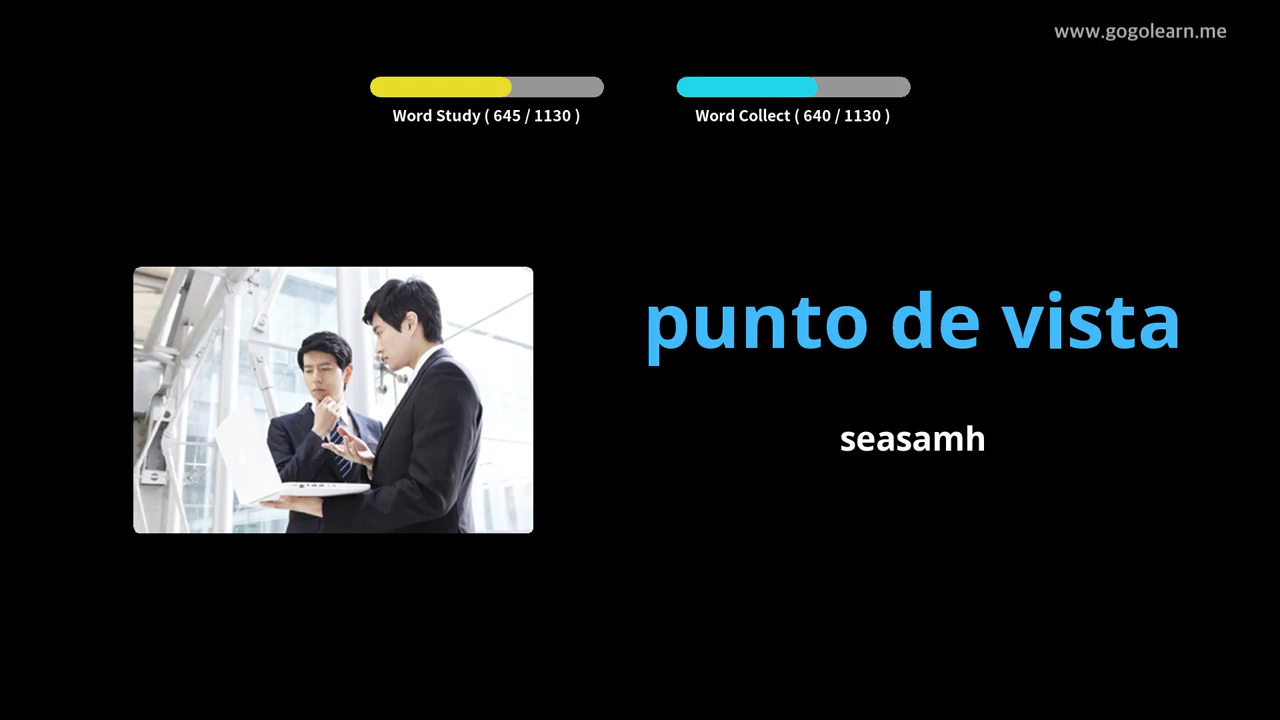 www.gogolearn.me
Word Study ( 645 / 1130 )
Word Collect ( 640 / 1130 )
punto de vista
seasamh